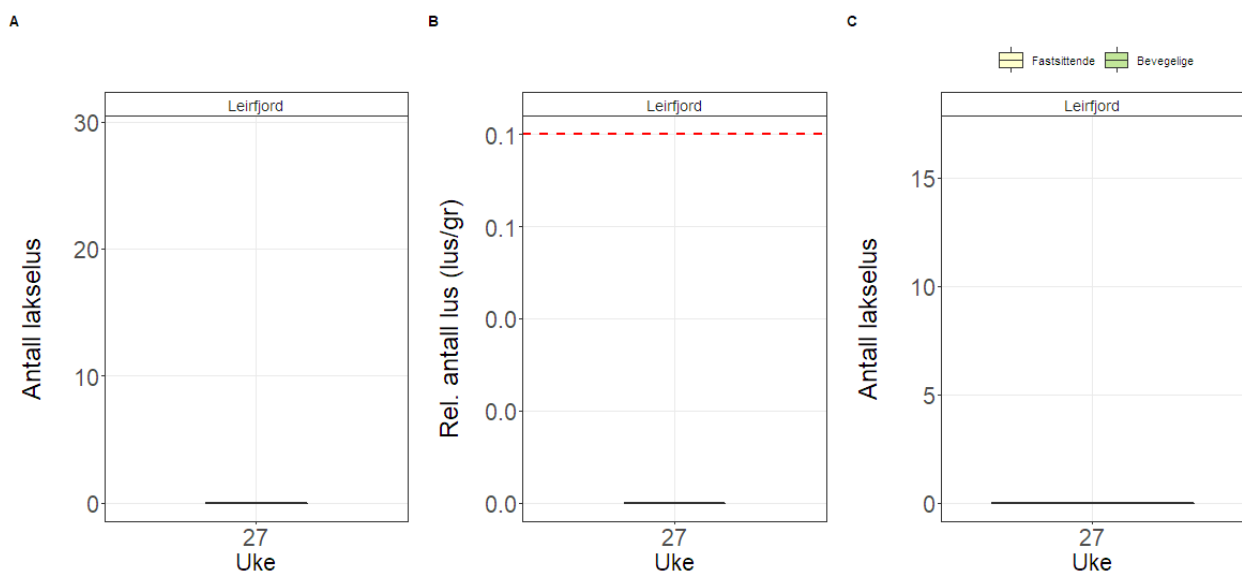 A
B
C
Fastsittende Bevegelige
Leirfjord
Leirfjord
Leirfjord
Antall lakselus
30
20
10
0
27
Uke
Rel. antall lus (lus/gr)
0.1
0.1
0.0
0.0
0.0
27
Uke
Antall lakselus
15
10
5
0
27
Uke